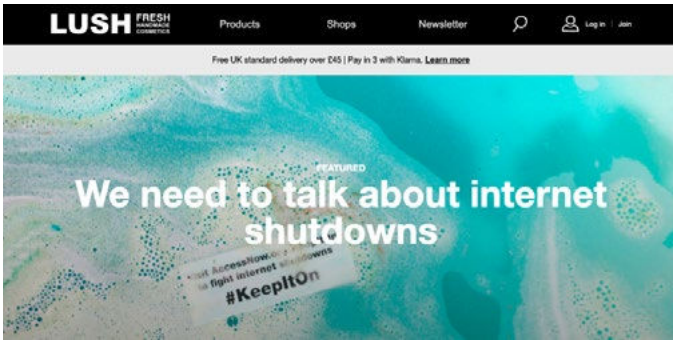 LUSH FRESH HANDMADE COSMETICS
Products Shops Newsletter Log in | Join
Free UK standard delivery over £45 | Pay in 3 with Klarna. Learn more
FEATURED
We need to talk about internet
shutdowns
AccessNow.
to fight internet shutdowns
#KeepItOn